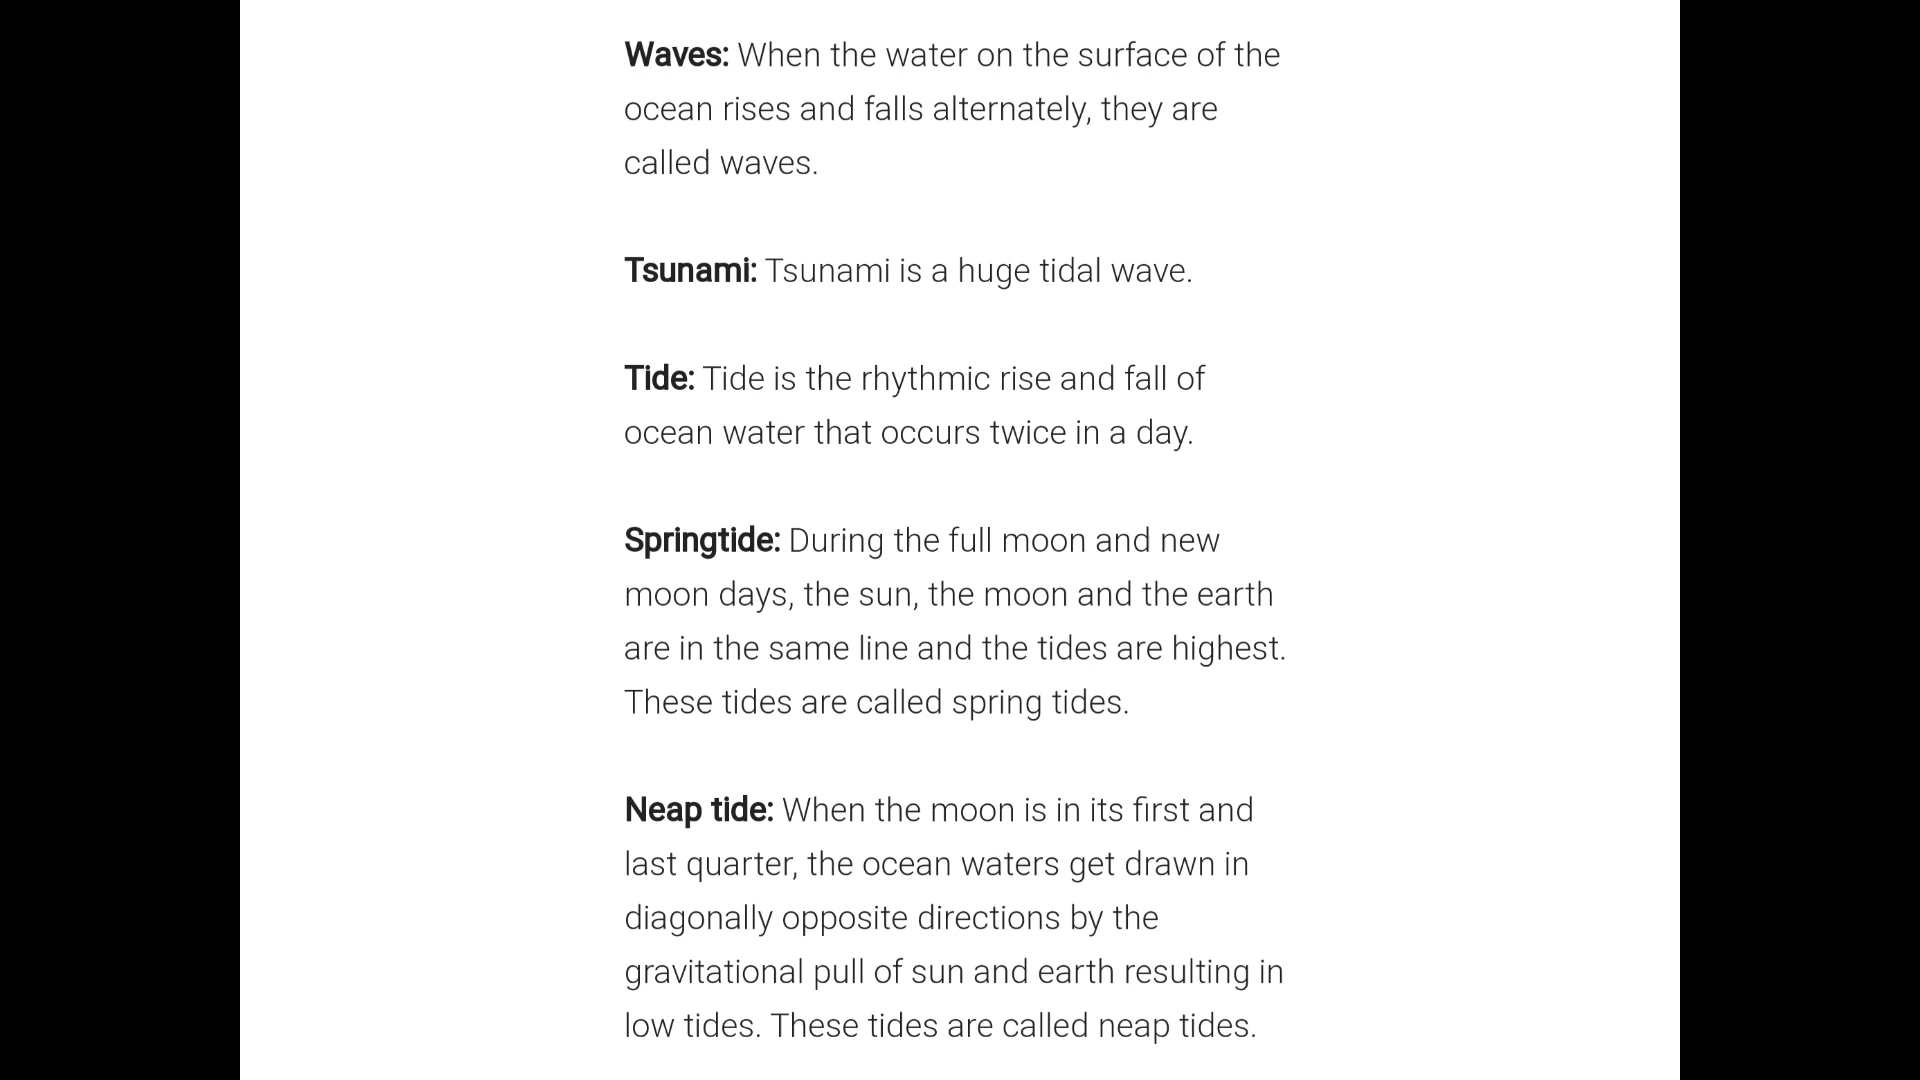 Waves: When the water on the surface of the
ocean rises and falls alternately, they are
called waves.
Tsunami: Tsunami is a huge tidal wave.
Tide: Tide is the rhythmic rise and fall of
ocean water that occurs twice in a day.
Springtide: During the full moon and new
moon days, the sun, the moon and the earth
are in the same line and the tides are highest.
These tides are called spring tides.
Neap tide: When the moon is in its first and
last quarter, the ocean waters get drawn in
diagonally opposite directions by the
gravitational pull of sun and earth resulting in
low tides. These tides are called neap tides.